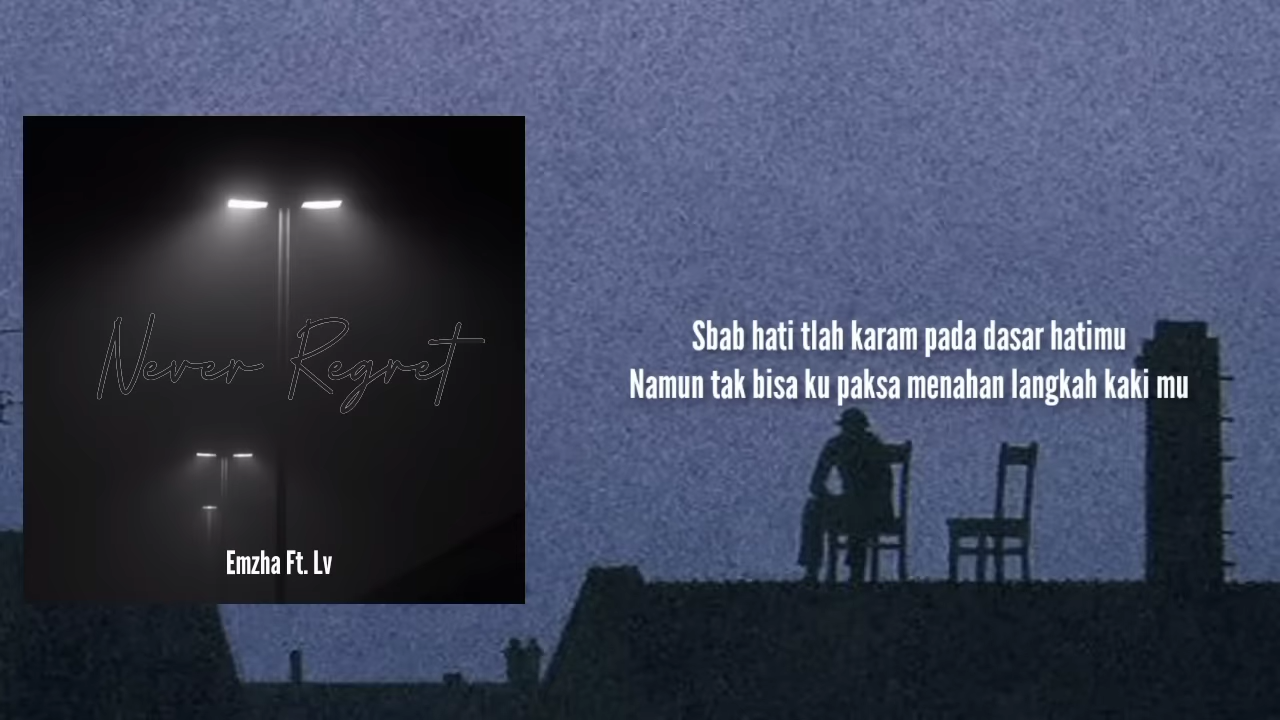 Never Regret
Emzha Ft. Lv
Sbab hati tlah karam pada dasar hatimu
Namun tak bisa ku paksa menahan langkah kaki mu